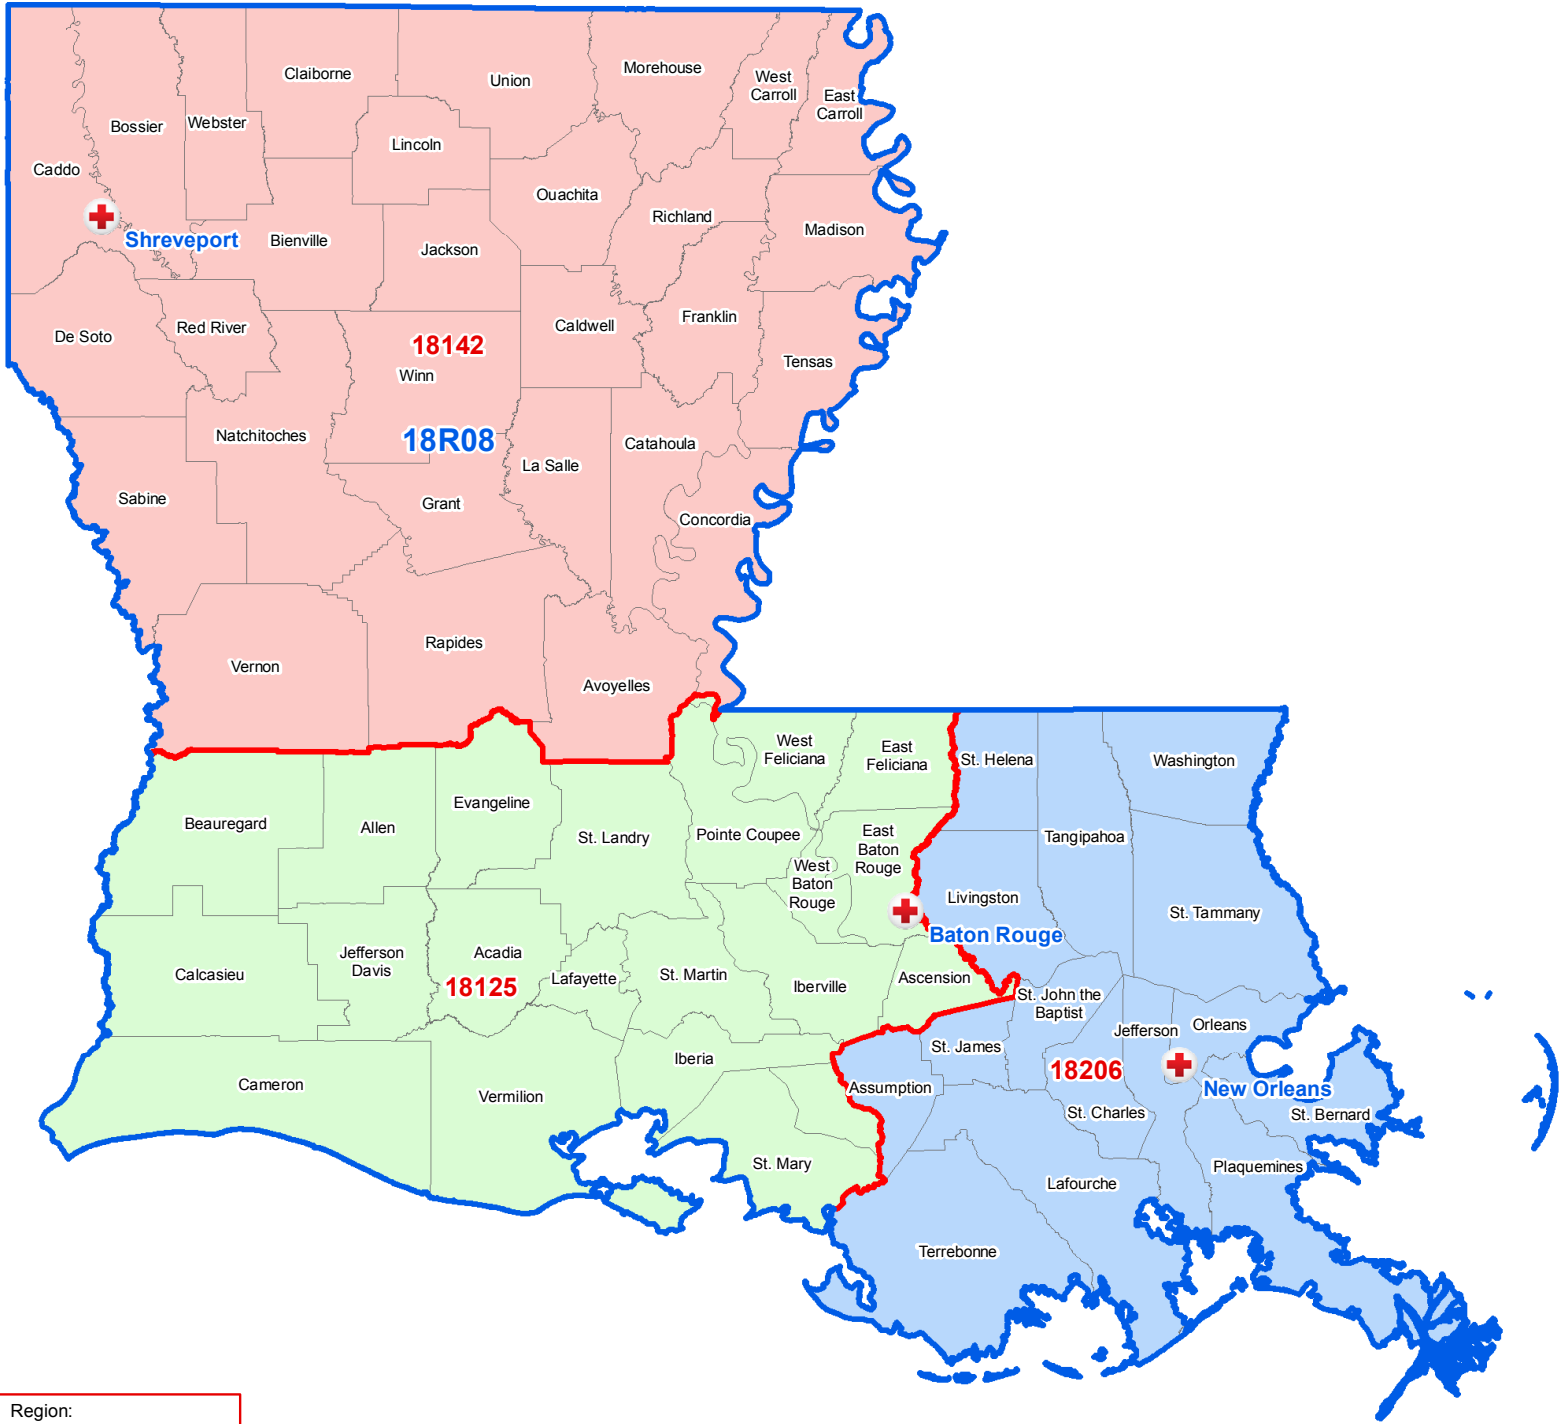 Claiborne
Union
Morehouse
West
Carroll
East
Carroll
Bossier
Webster
Lincoln
Caddo
Ouachita
Richland
Madison
Shreveport
Bienville
Jackson
De Soto
Red River
Caldwell
Franklin
18142
Winn
Tensas
Natchitoches
18R08
La Salle
Catahoula
Sabine
Grant
Concordia
Vernon
Rapides
Avoyelles
West
Feliciana
East
Feliciana
St. Helena
Washington
Beauregard
Allen
Evangeline
St. Landry
Pointe Coupee
East
Baton
Rouge
Tangipahoa
West
Baton
Rouge
Livingston
St. Tammany
Baton Rouge
Calcasieu
Jefferson
Davis
Acadia
18125
Lafayette
St. Martin
Iberville
Ascension
St. John the
Baptist
Jefferson
Orleans
St. James
Iberia
18206
Cameron
Vermilion
Assumption
New Orleans
St. Charles
St. Bernard
St. Mary
Plaquemines
Lafourche
Terrebonne
Region: